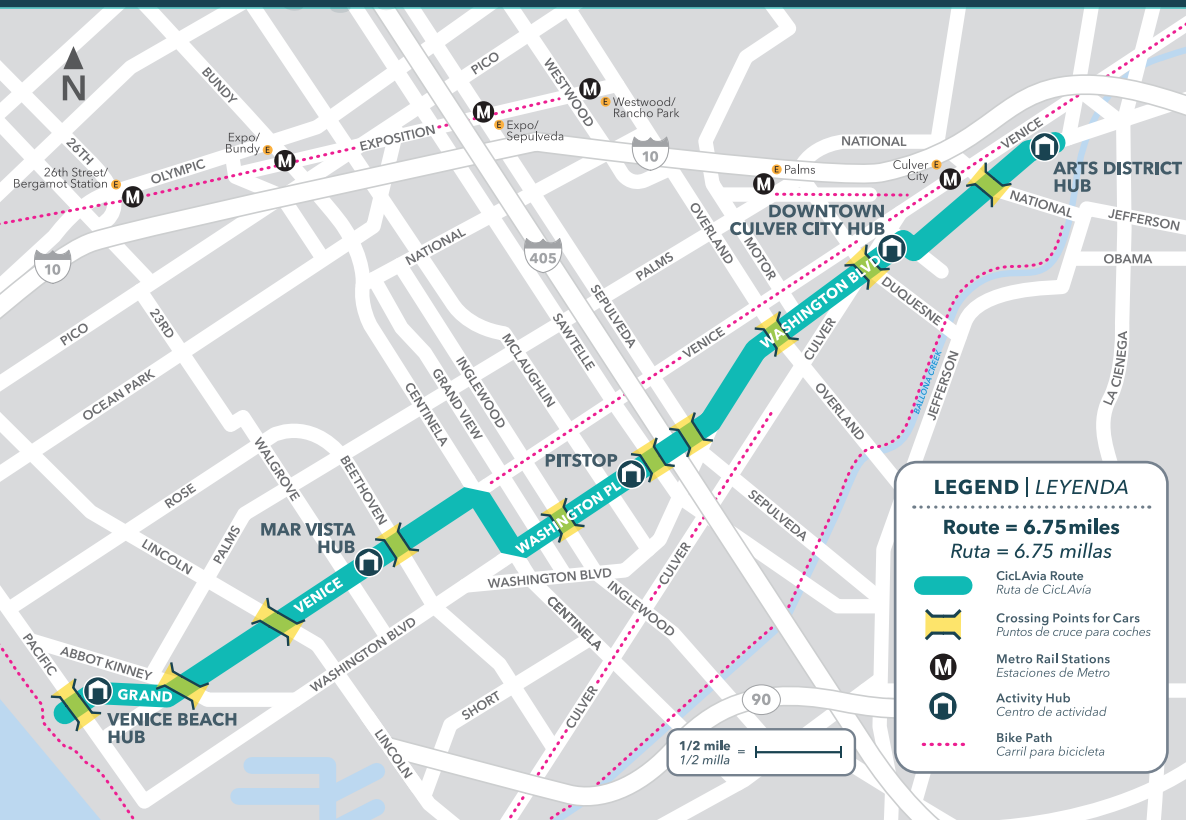 N
PICO
WESTWOOD
BUNDY
Westwood/
Rancho Park
E
M
M
E
Expo/
Sepulveda
EXPOSITION
Expo/
Bundy
E
M
26TH
OLYMPIC
26th Street/
Bergamot Station
E
M
10
NATIONAL
VENICE
ARTS DISTRICT
HUB
E
Palms
M
Culver
City
E
M
NATIONAL
JEFFERSON
OBAMA
DOWNTOWN
CULVER CITY HUB
OVERLAND
MOTOR
10
405
NATIONAL
PALMS
SEPULVEDA
SAWTELLE
WASHINGTON BLVD
DUQUESNE
CULVER
VENICE
PICO
23RD
OCEAN PARK
MCLAUGHLIN
INGLEWOOD
GRAND VIEW
CENTINELA
OVERLAND
BALLONA CREEK
JEFFERSON
LA CIENEGA
WALGROVE
BEETHOVEN
ROSE
PALMS
LINCOLN
PITSTOP
WASHINGTON PL
SEPULVEDA
MAR VISTA
HUB
VENICE
WASHINGTON BLVD
CULVER
INGLEWOOD
CENTINELA
WASHINGTON BLVD
PACIFIC
ABBOT KINNEY
GRAND
VENICE BEACH
HUB
SHORT
CULVER
LINCOLN
90
1/2 mile
1/2 milla
=
LEGEND | LEYENDA
Route = 6.75 miles
Ruta = 6.75 millas
CicLAvia Route
Ruta de CicLAvía
Crossing Points for Cars
Puntos de cruce para coches
M
Metro Rail Stations
Estaciones de Metro
Activity Hub
Centro de actividad
Bike Path
Carril para bicicleta